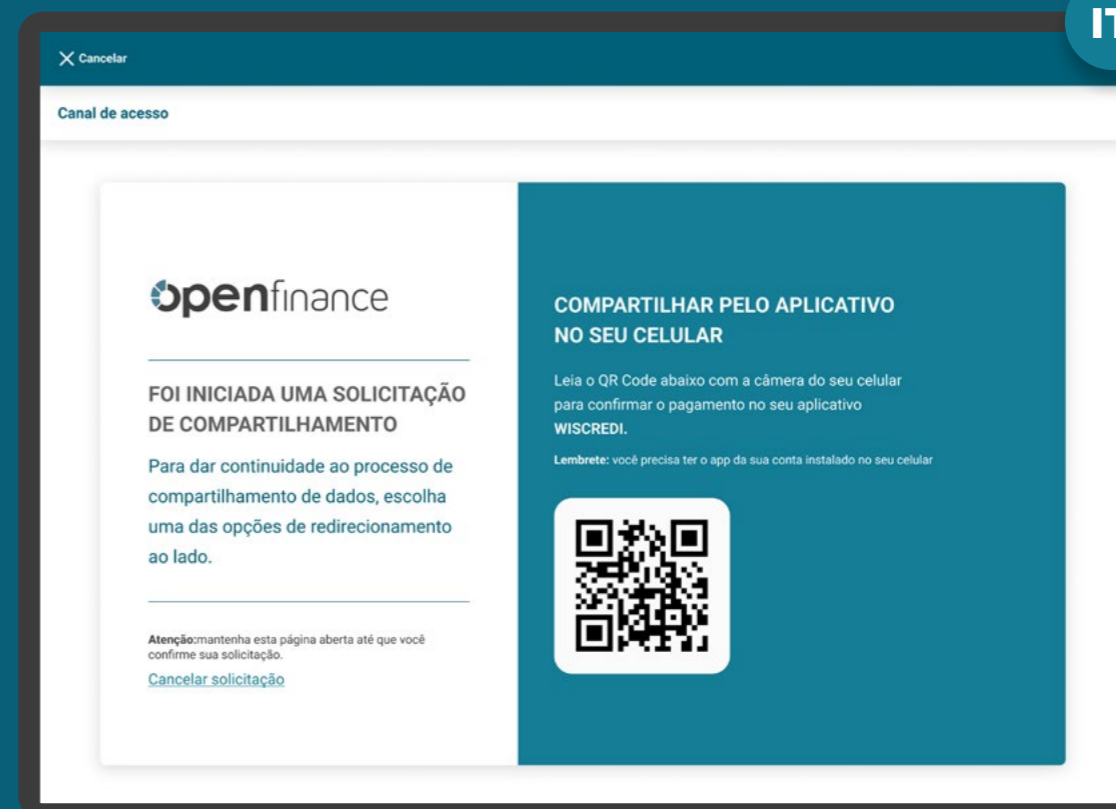 IT
Cancelar
Canal de acesso
openfinance
FOI INICIADA UMA SOLICITAÇÃO
DE COMPARTILHAMENTO
Para dar continuidade ao processo de
compartilhamento de dados, escolha
uma das opções de redirecionamento
ao lado.
Atenção:mantenha esta página aberta até que você
confirme sua solicitação.
Cancelar solicitação
COMPARTILHAR PELO APLICATIVO
NO SEU CELULAR
Leia o QR Code abaixo com a câmera do seu celular
para confirmar o pagamento no seu aplicativo
WISCREDI.
Lembrete: você precisa ter o app da sua conta instalado no seu celular